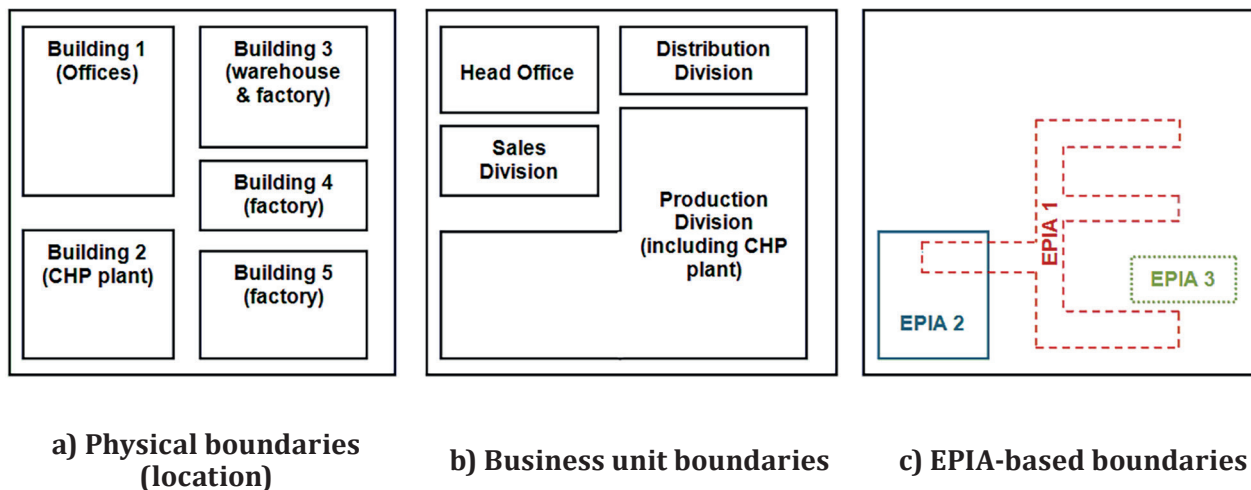 Building 1
(Offices)
Building 3
(warehouse
& factory)
Building 4
(factory)
Building 2
(CHP plant)
Building 5
(factory)
Head Office
Distribution
Division
Sales
Division
Production
Division
(including CHP
plant)
EPIA 1
EPIA 2
EPIA 3
a) Physical boundaries
(location)
b) Business unit boundaries
c) EPIA-based boundaries